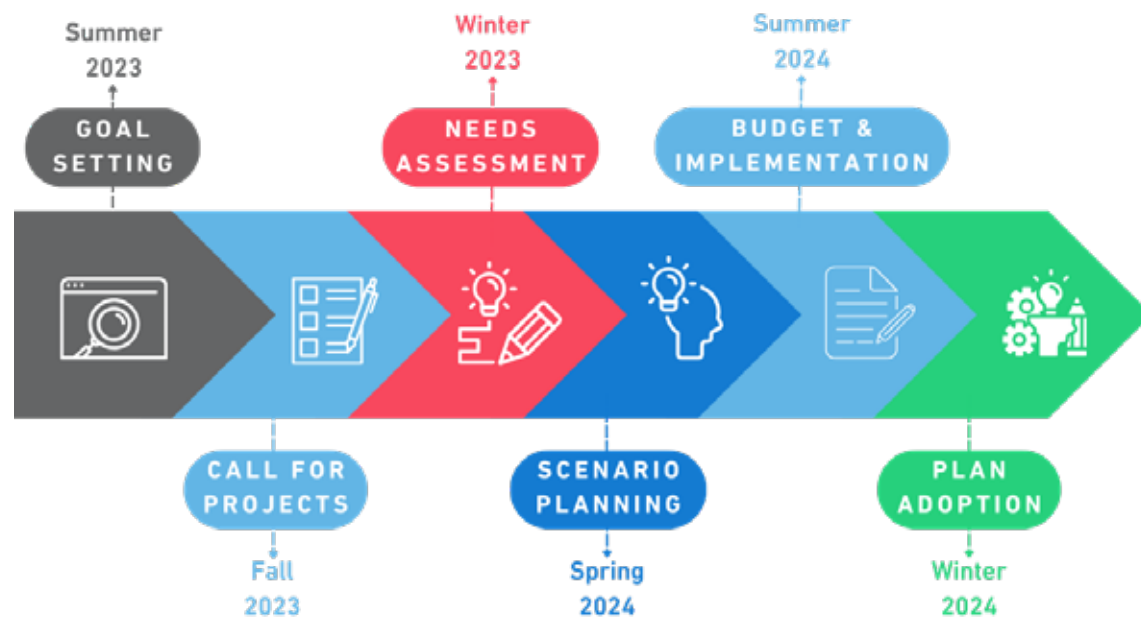 Summer
2023
GOAL
SETTING
Winter
2023
NEEDS
ASSESSMENT
Summer
2024
BUDGET &
IMPLEMENTATION
CALL FOR
PROJECTS
Fall
2023
SCENARIO
PLANNING
Spring
2024
PLAN
ADOPTION
Winter
2024